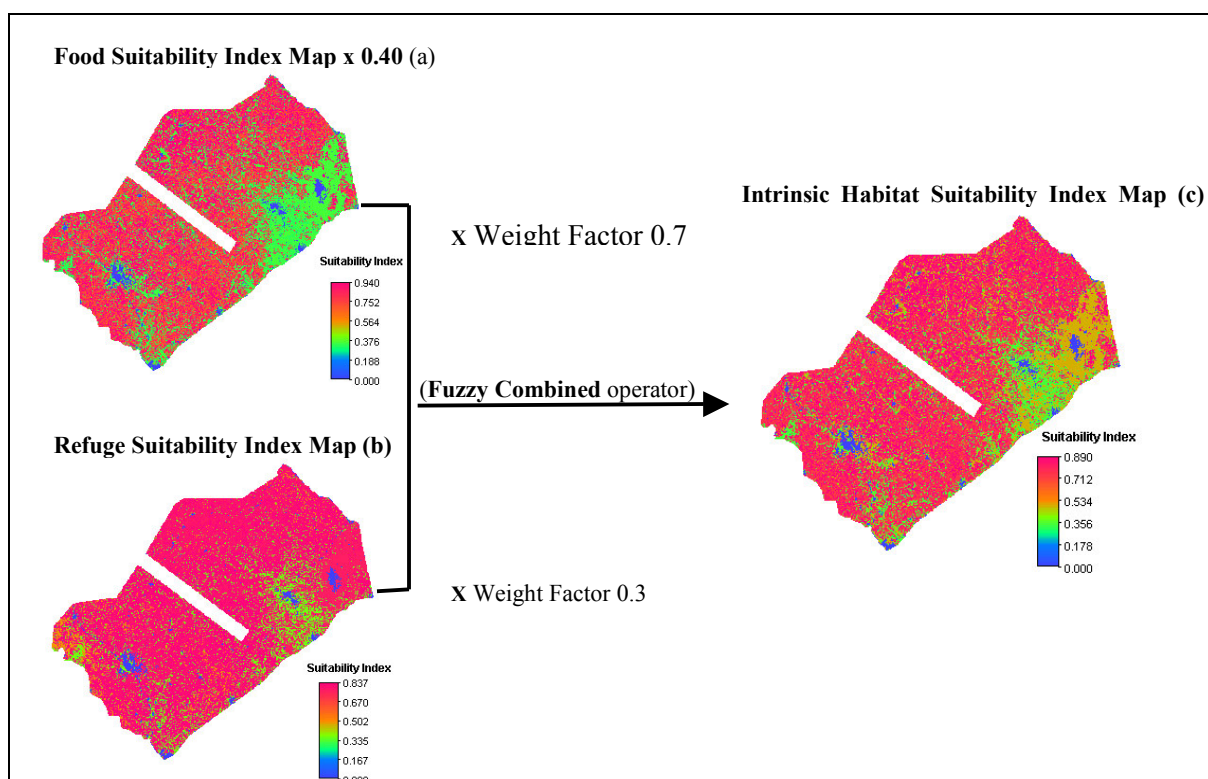 Food Suitability Index Map x 0.40 (a)
Suitability Index
0.940
0.752
0.564
0.376
0.188
0.000
x Weight Factor 0.7
(Fuzzy Combined operator)
Refuge Suitability Index Map (b)
Suitability Index
0.837
0.670
0.502
0.335
0.167
0.000
x Weight Factor 0.3
Intrinsic Habitat Suitability Index Map (c)
Suitability Index
0.890
0.712
0.534
0.356
0.178
0.000